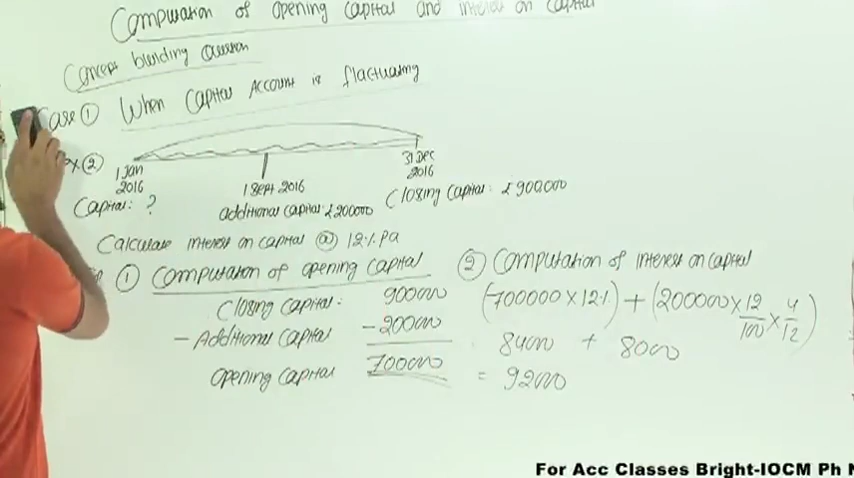 Computation of opening capital and interest on capital
Concept building Question
Case ① When Capital Account is flactuating
Ex ②
1 Jan 2016
1 Sept 2016
31 Dec 2016
Capital: ?
additional capital: ₹200000
Closing capital: ₹900000
Calculate interest on capital @ 12% Pa
① Computation of opening capital
Closing capital: 900000
- Additional capital - 200000
opening capital 700000
② Computation of interest on capital
(700000 × 12%) + (200000 × 12/100 × 4/12)
84000 + 8000
= 92000
For Acc Classes Bright-IOCM Ph N